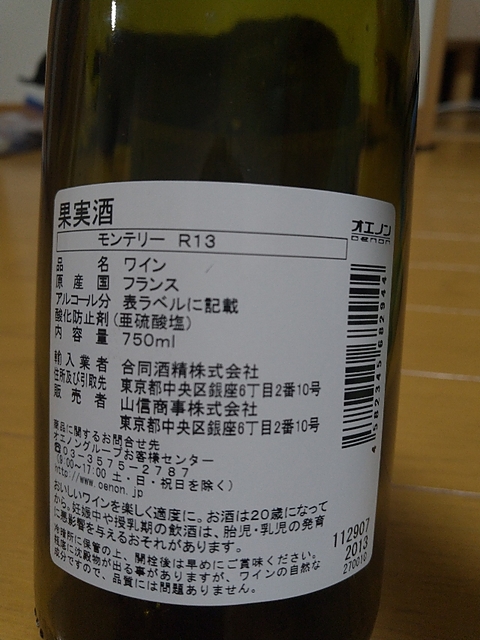 果実酒
オエノン
OENON
モンテリー R13
品名 ワイン
原産国 フランス
アルコール分 表ラベルに記載
酸化防止剤(亜硫酸塩)
内容量 750ml
輸入業者 合同酒精株式会社
住所及び引取先 東京都中央区銀座6丁目2番10号
販売者 山信商事株式会社
東京都中央区銀座6丁目2番10号
商品に関するお問合せ先
オエノングループお客様センター
☎03-3575-2787
(9:00~17:00 土・日・祝日を除く)
http://www.oenon.jp
おいしいワインを楽しく適度に。お酒は20歳になって
から。妊娠中や授乳期の飲酒は、胎児・乳児の発育
に悪影響を与えるおそれがあります。
冷暗所に保管の上、開栓後は早めにご賞味ください。
軽度に沈殿物が出る事がありますが、ワインの自然な
成分ですので、品質には問題ありません。
4582345682944
112907
2013
270010